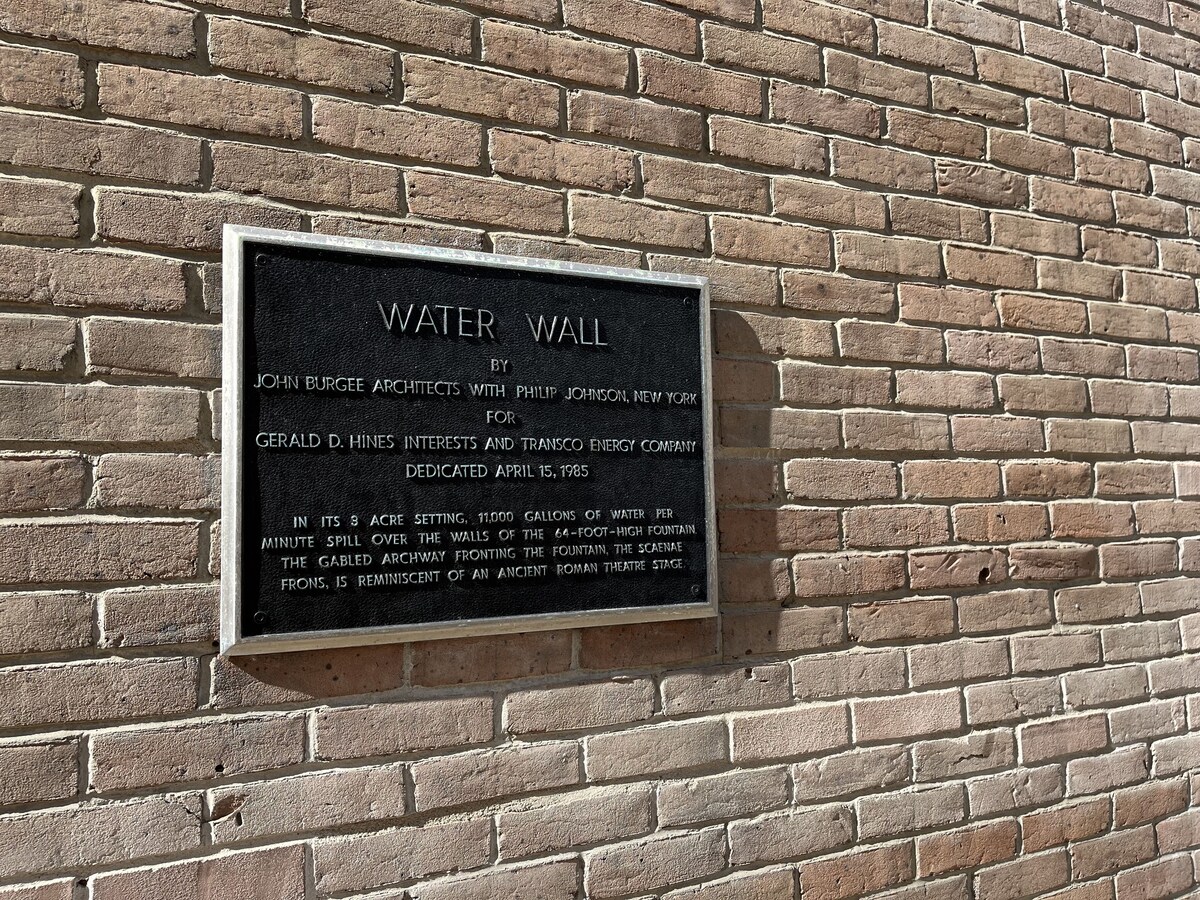 WATER WALL
BY
JOHN BURGEE ARCHITECTS WITH PHILIP JOHNSON, NEW YORK
FOR
GERALD D. HINES INTERESTS AND TRANSCO ENERGY COMPANY
DEDICATED APRIL 15, 1985
IN ITS 3 ACRE SETTING, 11,000 GALLONS OF WATER PER
MINUTE SPILL OVER THE WALLS OF THE 64-FOOT-HIGH FOUNTAIN.
THE GABLED ARCHWAY FRONTING THE FOUNTAIN, THE SCAENAE
FRONS, IS REMINISCENT OF AN ANCIENT ROMAN THEATRE STAGE.